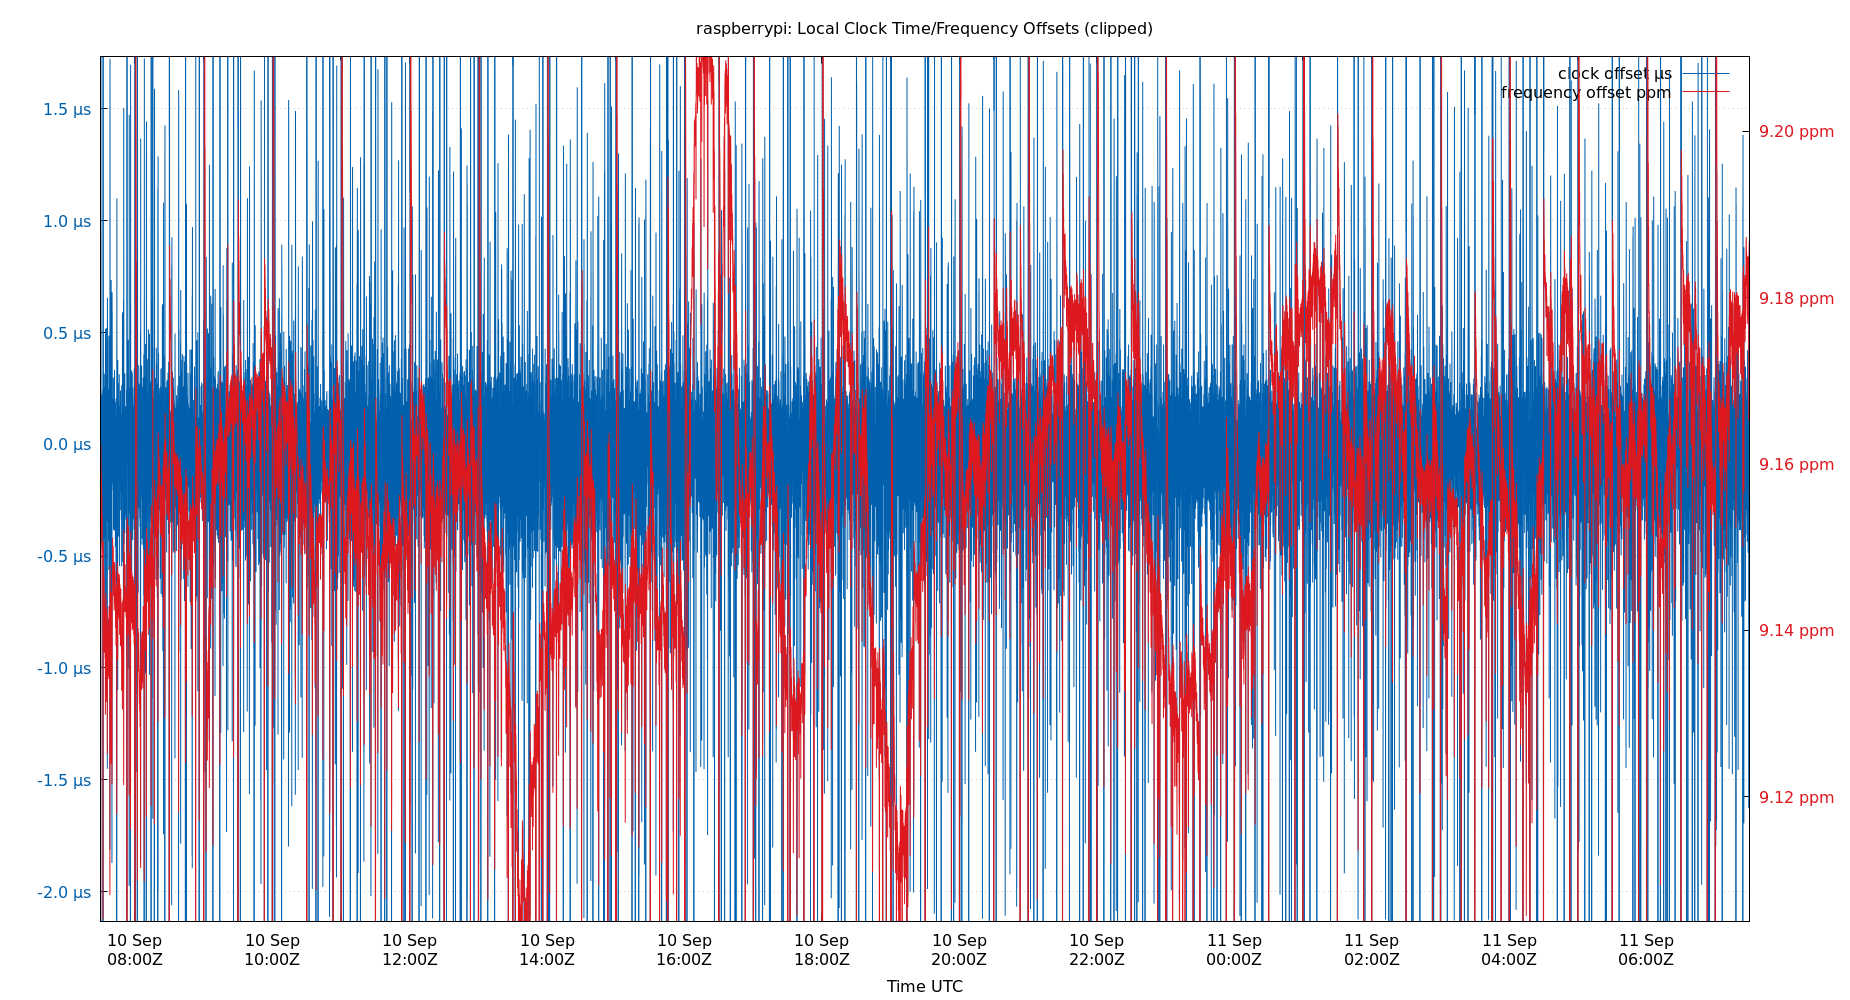 raspberrypi: Local Clock Time/Frequency Offsets (clipped)
clock offset µs
frequency offset ppm
1.5 µs
1.0 µs
0.5 µs
0.0 µs
-0.5 µs
-1.0 µs
-1.5 µs
-2.0 µs
9.20 ppm
9.18 ppm
9.16 ppm
9.14 ppm
9.12 ppm
10 Sep 10 Sep 10 Sep 10 Sep 10 Sep 10 Sep 10 Sep 10 Sep 11 Sep 11 Sep 11 Sep 11 Sep
08:00Z 10:00Z 12:00Z 14:00Z 16:00Z 18:00Z 20:00Z 22:00Z 00:00Z 02:00Z 04:00Z 06:00Z
Time UTC